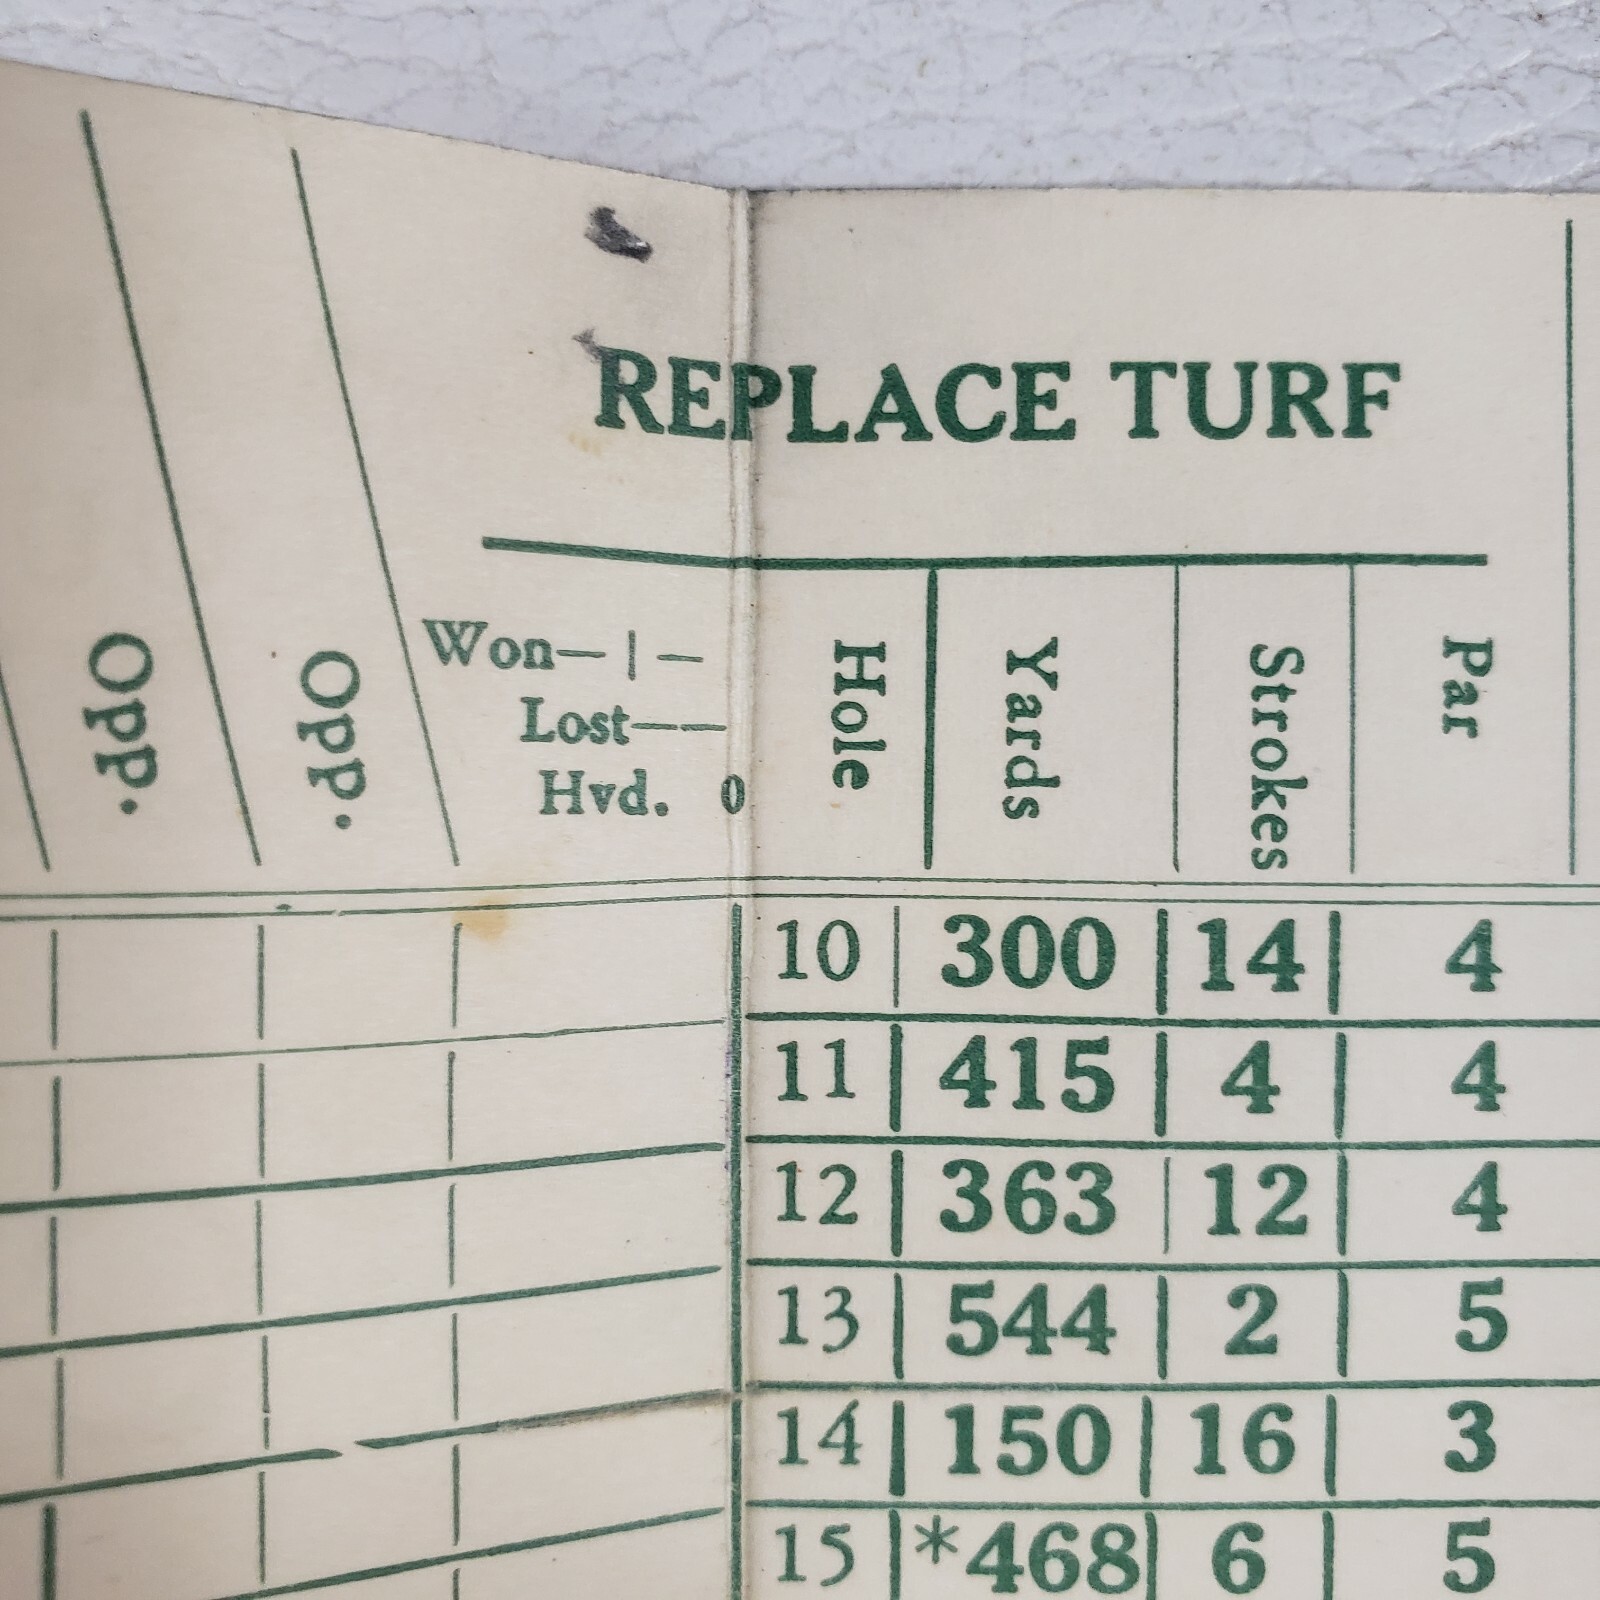 REPLACE TURF
Opp. Opp. Won— | — Hole Yards Strokes Par
Lost——
Hvd. 0
10 300 14 4
11 415 4 4
12 363 12 4
13 544 2 5
14 150 16 3
15 *468 6 5